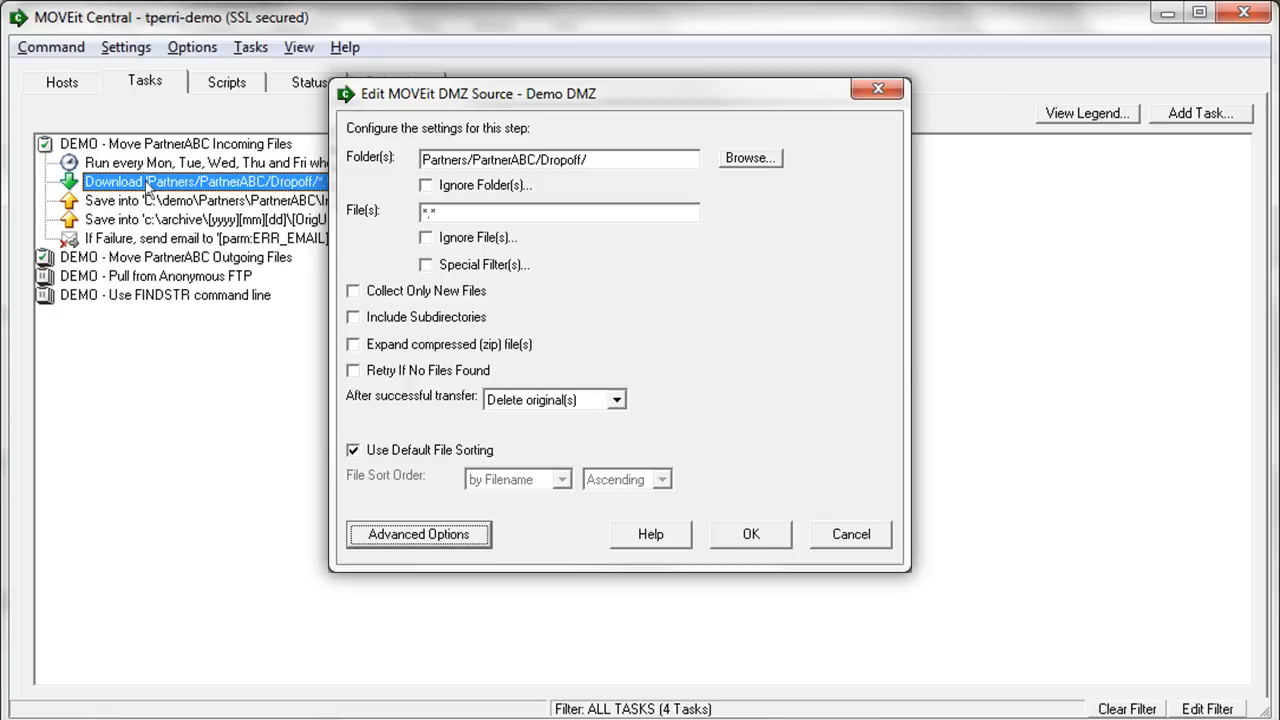 MOVEit Central - tperri-demo (SSL secured)
Command Settings Options Tasks View Help
Hosts Tasks Scripts Status
View Legend... Add Task...
DEMO - Move PartnerABC Incoming Files
Run every Mon, Tue, Wed, Thu and Fri
Download 'Partners/PartnerABC/Dropoff/*.
Save into 'C:\demo\Partners\PartnerABC\
Save into 'c:\archive\[yyyy][mm][dd]\
If Failure, send email to '[parm:ERR_EMAIL]
DEMO - Move PartnerABC Outgoing Files
DEMO - Pull from Anonymous FTP
DEMO - Use FINDSTR command line
Edit MOVEit DMZ Source - Demo DMZ
Configure the settings for this step:
Folder(s): Partners/PartnerABC/Dropoff/ Browse...
Ignore Folder(s)...
File(s): *.*
Ignore File(s)...
Special Filter(s)...
Collect Only New Files
Include Subdirectories
Expand compressed (zip) file(s)
Retry If No Files Found
After successful transfer: Delete original(s)
Use Default File Sorting
File Sort Order: by Filename Ascending
Advanced Options Help OK Cancel
Filter: ALL TASKS (4 Tasks) Clear Filter Edit Filter